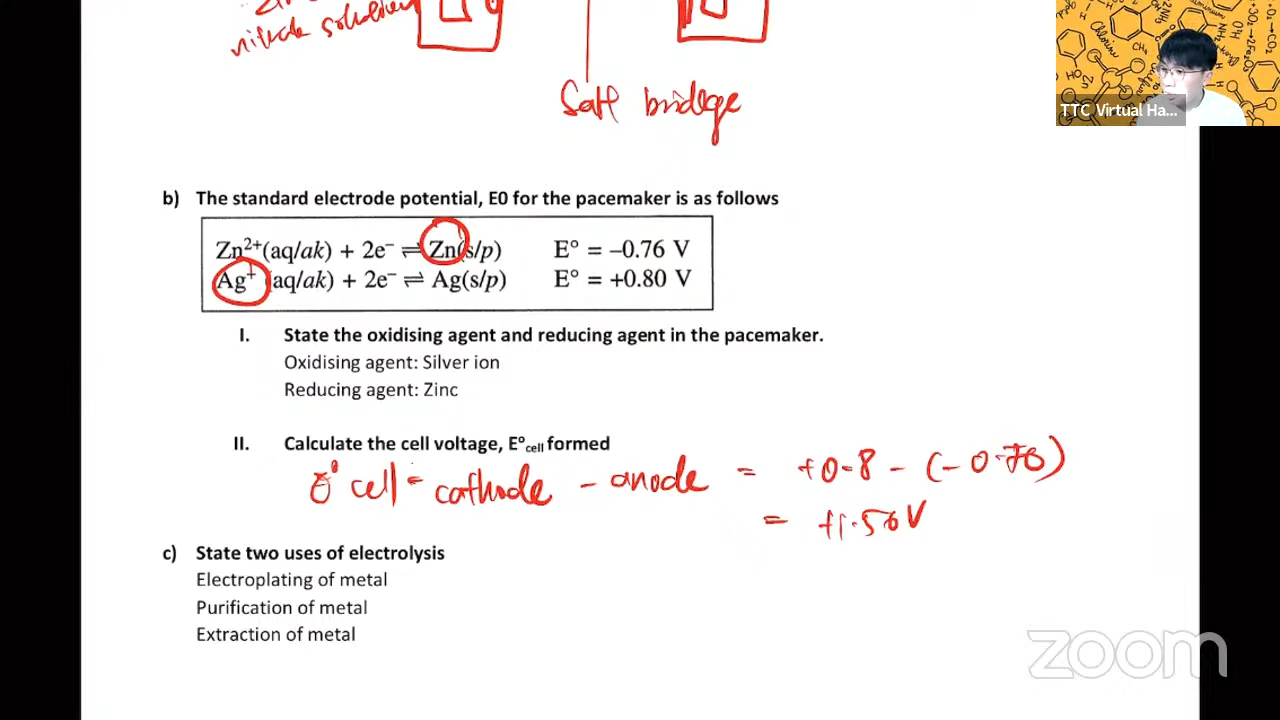 nitrate solution
Salt bridge
TTC Virtual Ha...
b) The standard electrode potential, E0 for the pacemaker is as follows
Zn²⁺(aq/ak) + 2e⁻ ⇌ Zn(s/p) E° = –0.76 V
Ag⁺ (aq/ak) + 2e⁻ ⇌ Ag(s/p) E° = +0.80 V
I. State the oxidising agent and reducing agent in the pacemaker.
Oxidising agent: Silver ion
Reducing agent: Zinc
II. Calculate the cell voltage, E°cell formed
E° cell = cathode - anode = +0.8 - (-0.76)
= +1.56V
c) State two uses of electrolysis
Electroplating of metal
Purification of metal
Extraction of metal
zoom